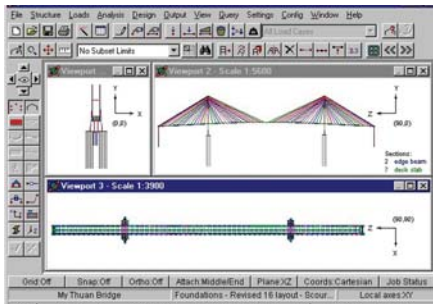 File Structure Loads Analysis Design Output View Query Settings Config Window Help
All Load Cases
No Subset Limits
3.3
Viewport ...
Y
X
(0,0)
Viewport 2 - Scale 1:5600
Y
Z
(90,0)
Sections:
2 edge beam
7 deck slab
Viewport 3 - Scale 1:3900
Z
(90,90)
X
Grid:Off Snap:Off Ortho:Off Attach:Middle/End Plane:XZ Coords:Cartesian Job Status
My Thuan Bridge Foundations - Revised 16 layout - Scour... Local axes:XY